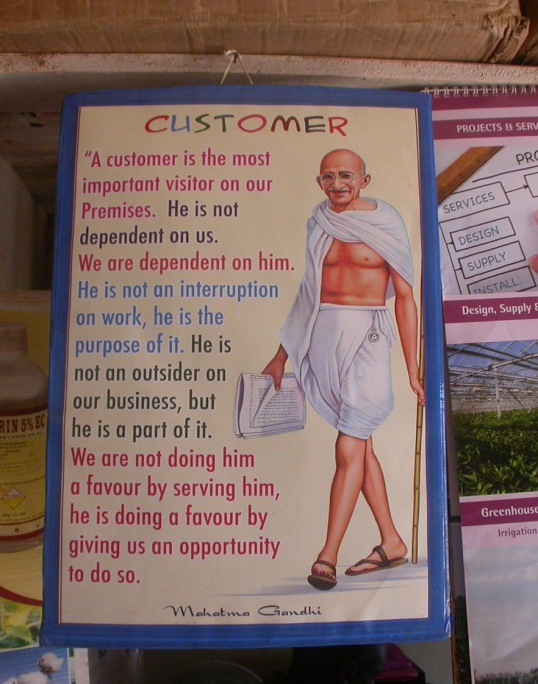 CUSTOMER
“A customer is the most
important visitor on our
Premises. He is not
dependent on us.
We are dependent on him.
He is not an interruption
on work, he is the
purpose of it. He is
not an outsider on
our business, but
he is a part of it.
We are not doing him
a favour by serving him,
he is doing a favour by
giving us an opportunity
to do so.
Mahatma Gandhi
PROJECTS & SERV
PRO
SERVICES
DESIGN
SUPPLY
INSTALL
Design, Supply &
Greenhouse
Irrigation
RIN 5% EC